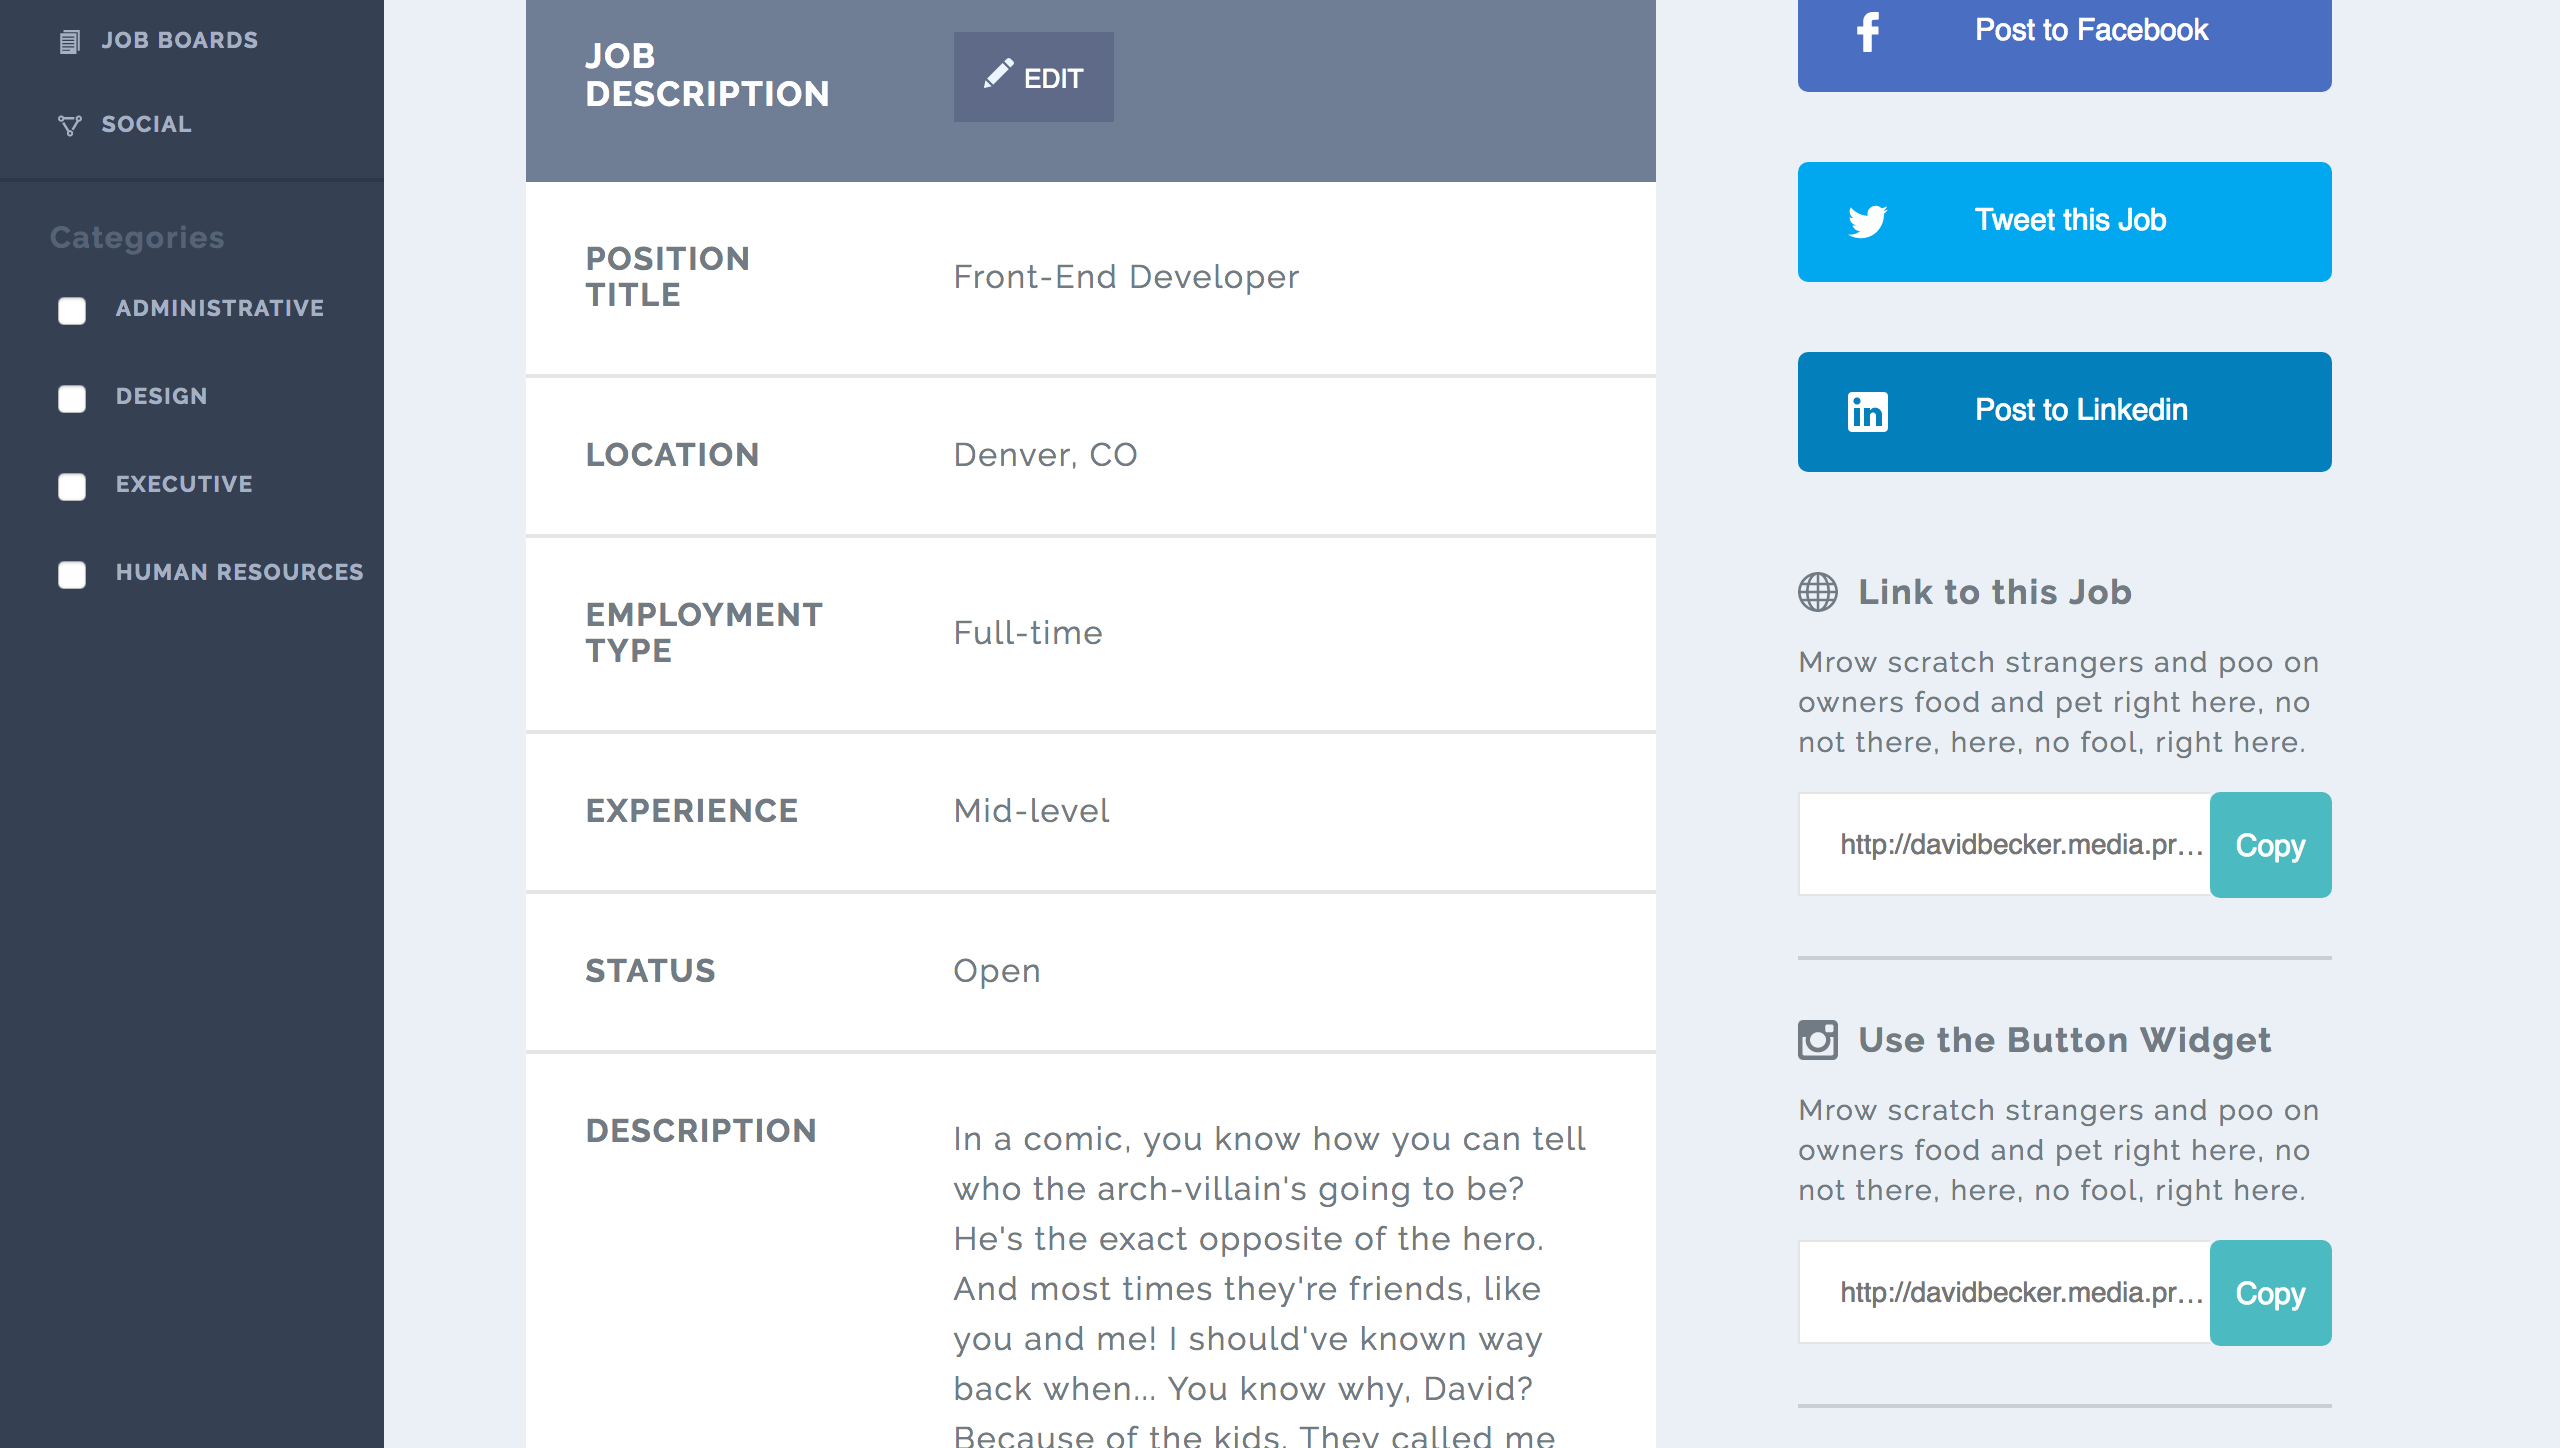 JOB BOARDS
SOCIAL
Categories
ADMINISTRATIVE
DESIGN
EXECUTIVE
HUMAN RESOURCES
JOB
DESCRIPTION
EDIT
POSITION
TITLE
Front-End Developer
LOCATION
Denver, CO
EMPLOYMENT
TYPE
Full-time
EXPERIENCE
Mid-level
STATUS
Open
DESCRIPTION
In a comic, you know how you can tell
who the arch-villain's going to be?
He's the exact opposite of the hero.
And most times they're friends, like
you and me! I should've known way
back when... You know why, David?
Because of the kids. They called me
Post to Facebook
Tweet this Job
Post to Linkedin
Link to this Job
Mrow scratch strangers and poo on
owners food and pet right here, no
not there, here, no fool, right here.
http://davidbecker.media.pr...
Copy
Use the Button Widget
Mrow scratch strangers and poo on
owners food and pet right here, no
not there, here, no fool, right here.
http://davidbecker.media.pr...
Copy